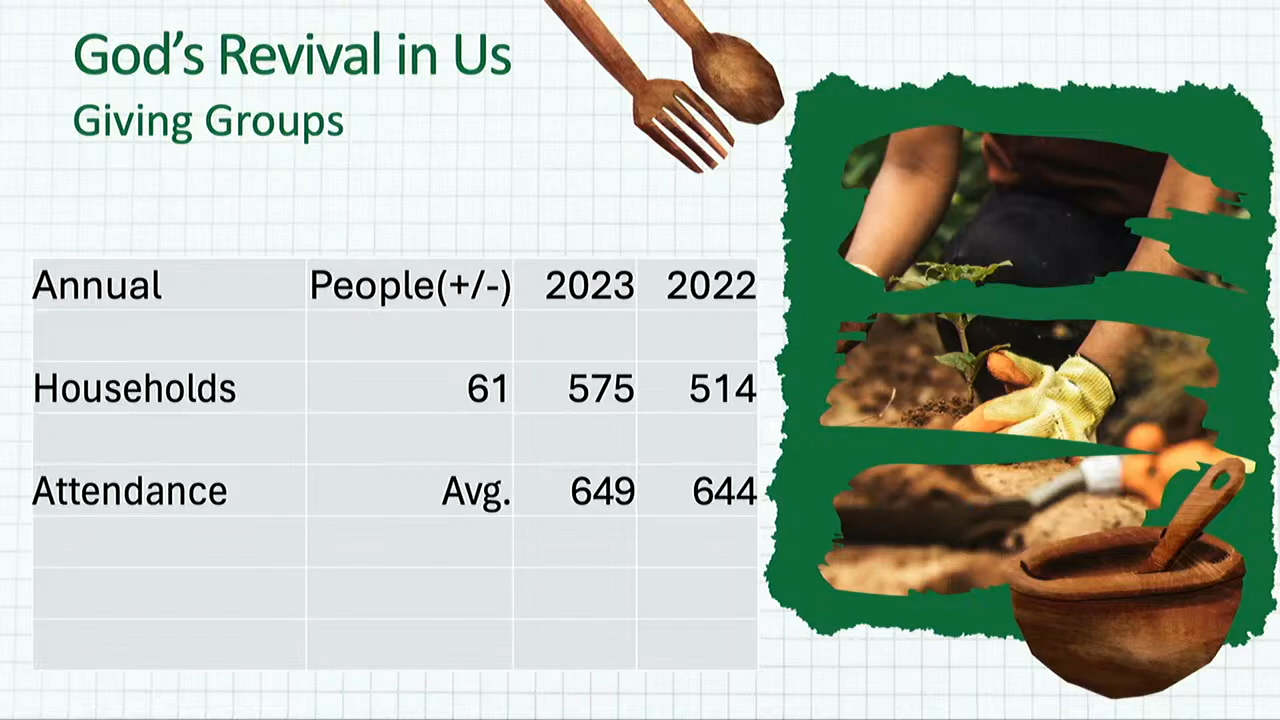 God's Revival in Us
Giving Groups
Annual People(+/-) 2023 2022
Households 61 575 514
Attendance Avg. 649 644